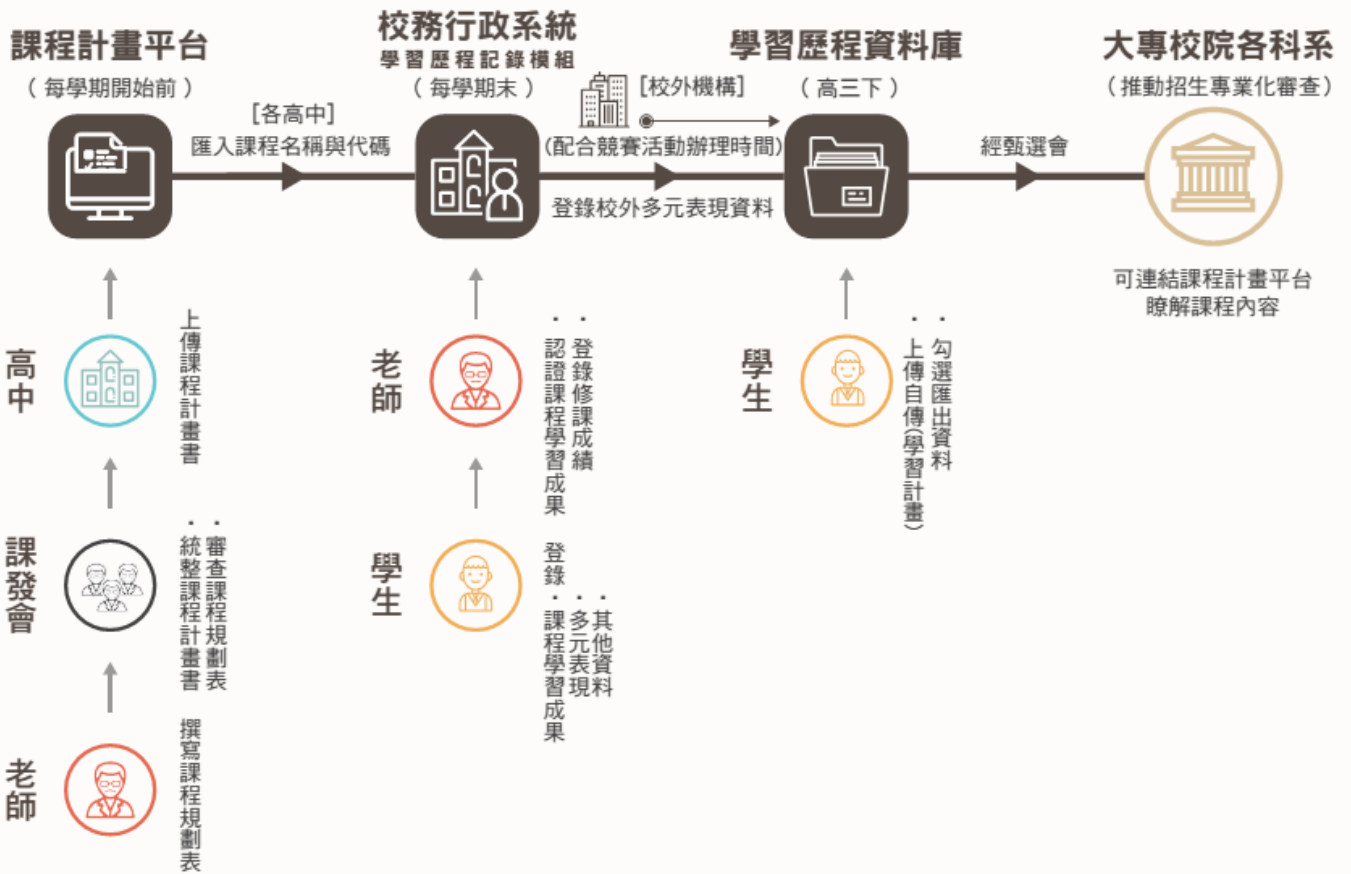 課程計畫平台
（每學期開始前）
[各高中]
匯入課程名稱與代碼
校務行政系統
學習歷程記錄模組
（每學期末）
[校外機構]
(配合競賽活動辦理時間)
登錄校外多元表現資料
學習歷程資料庫
（高三下）
經甄選會
大專校院各科系
（推動招生專業化審查）
可連結課程計畫平台
瞭解課程內容
高中
上傳課程計畫書
課發會
・審查課程規劃表
・統整課程計畫書
老師
撰寫課程規劃表
老師
・登錄修課成績
・認證課程學習成果
學生
登錄
・其他資料
・多元表現
・課程學習成果
學生
・勾選匯出資料
・上傳自傳(學習計畫)